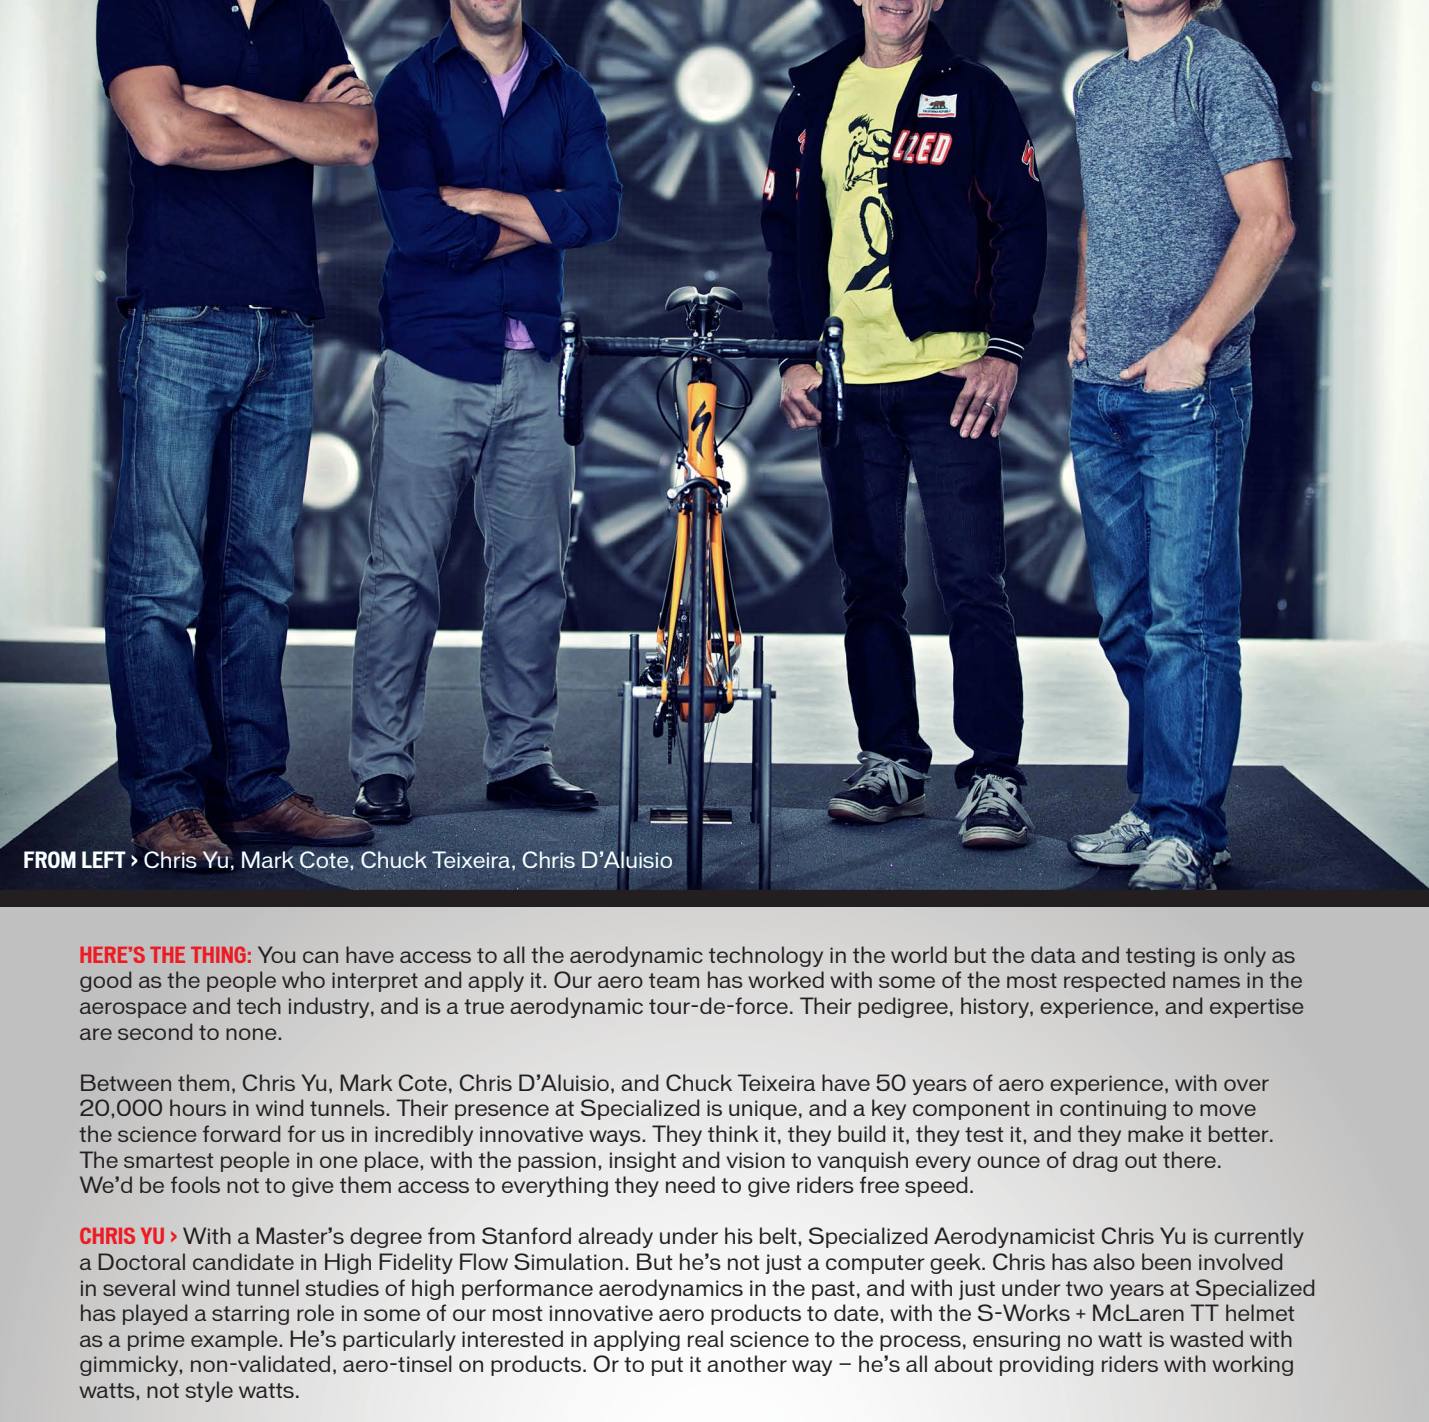 LIZED
FROM LEFT › Chris Yu, Mark Cote, Chuck Teixeira, Chris D’Aluisio
HERE’S THE THING: You can have access to all the aerodynamic technology in the world but the data and testing is only as
good as the people who interpret and apply it. Our aero team has worked with some of the most respected names in the
aerospace and tech industry, and is a true aerodynamic tour-de-force. Their pedigree, history, experience, and expertise
are second to none.
Between them, Chris Yu, Mark Cote, Chris D’Aluisio, and Chuck Teixeira have 50 years of aero experience, with over
20,000 hours in wind tunnels. Their presence at Specialized is unique, and a key component in continuing to move
the science forward for us in incredibly innovative ways. They think it, they build it, they test it, and they make it better.
The smartest people in one place, with the passion, insight and vision to vanquish every ounce of drag out there.
We’d be fools not to give them access to everything they need to give riders free speed.
CHRIS YU › With a Master’s degree from Stanford already under his belt, Specialized Aerodynamicist Chris Yu is currently
a Doctoral candidate in High Fidelity Flow Simulation. But he’s not just a computer geek. Chris has also been involved
in several wind tunnel studies of high performance aerodynamics in the past, and with just under two years at Specialized
has played a starring role in some of our most innovative aero products to date, with the S-Works + McLaren TT helmet
as a prime example. He’s particularly interested in applying real science to the process, ensuring no watt is wasted with
gimmicky, non-validated, aero-tinsel on products. Or to put it another way – he’s all about providing riders with working
watts, not style watts.